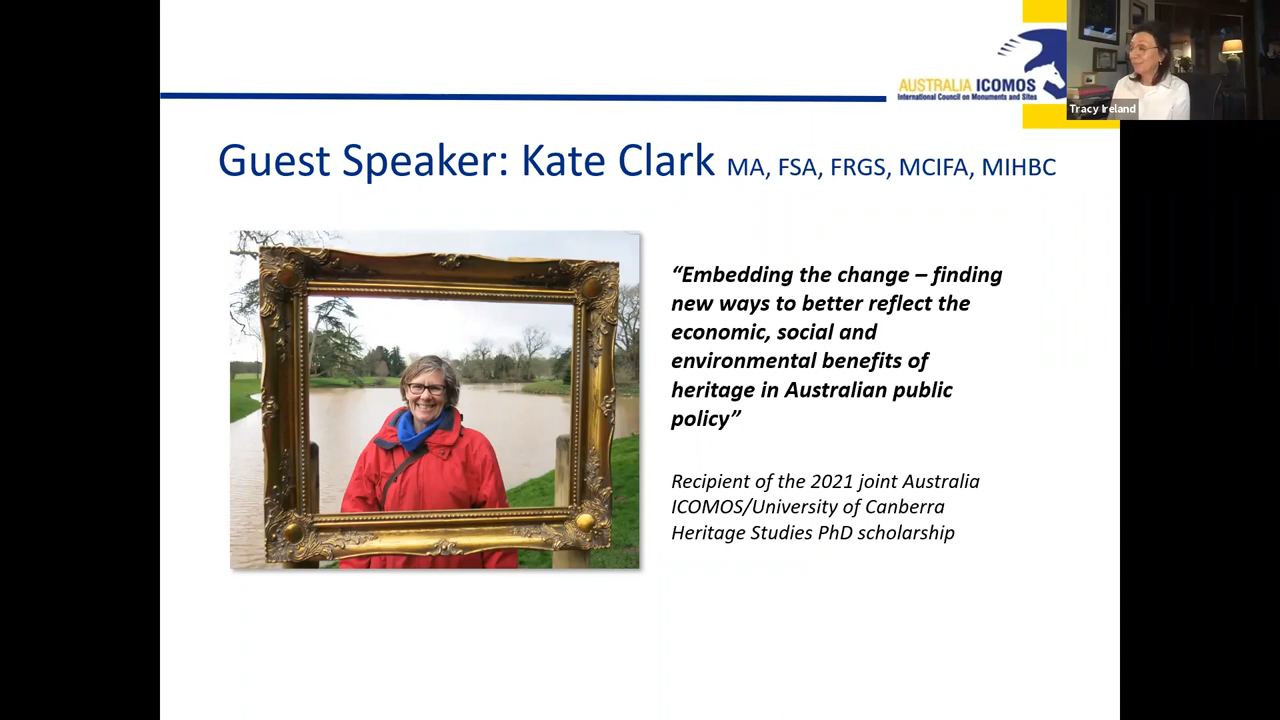 AUSTRALIA ICOMOS
International Council on Monuments and Sites
Tracy Ireland
Guest Speaker: Kate Clark MA, FSA, FRGS, MCIFA, MIHBC
“Embedding the change – finding
new ways to better reflect the
economic, social and
environmental benefits of
heritage in Australian public
policy”
Recipient of the 2021 joint Australia
ICOMOS/University of Canberra
Heritage Studies PhD scholarship